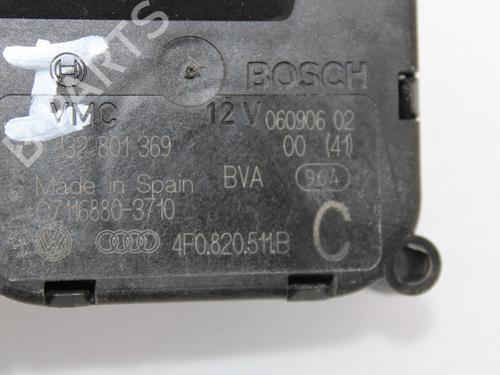 BOSCH
VMC 12 V 060906 02
132 801 369 00 (41)
Made in Spain BVA 964
CZ116880-3710
4F0.820.511.B C